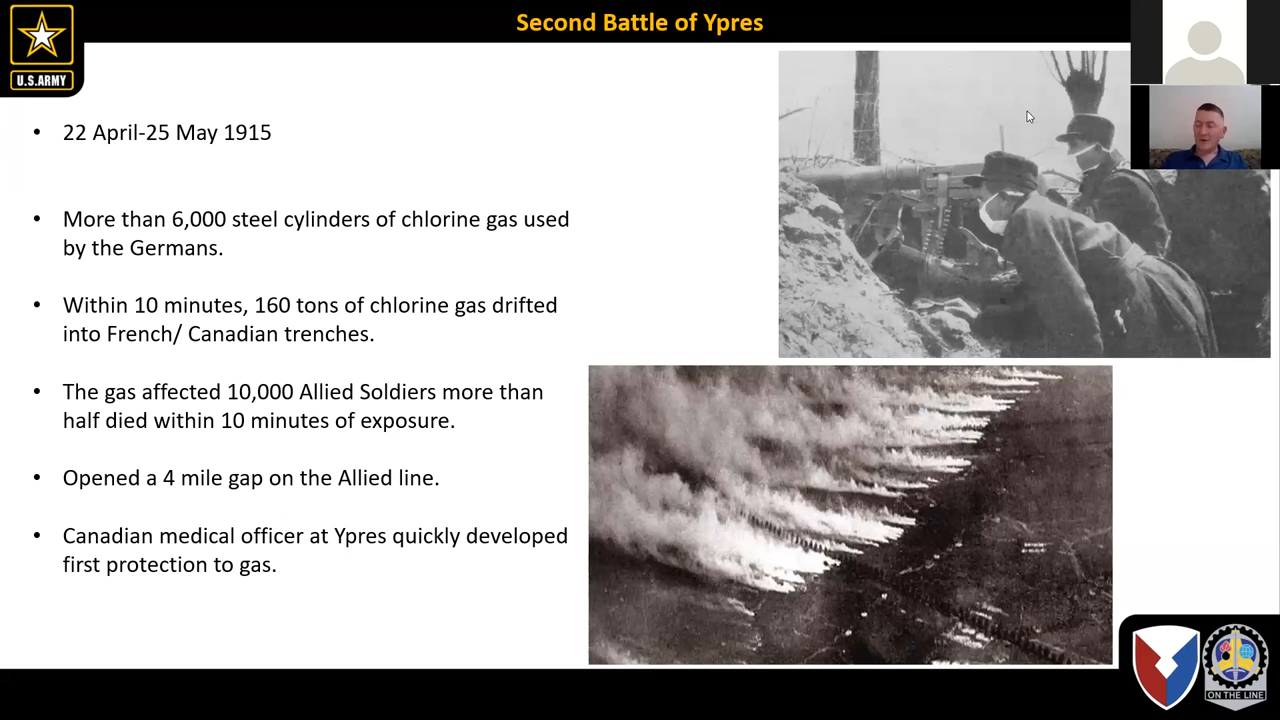 Second Battle of Ypres
U.S.ARMY
• 22 April-25 May 1915
• More than 6,000 steel cylinders of chlorine gas used
by the Germans.
• Within 10 minutes, 160 tons of chlorine gas drifted
into French/ Canadian trenches.
• The gas affected 10,000 Allied Soldiers more than
half died within 10 minutes of exposure.
• Opened a 4 mile gap on the Allied line.
• Canadian medical officer at Ypres quickly developed
first protection to gas.
ON THE LINE